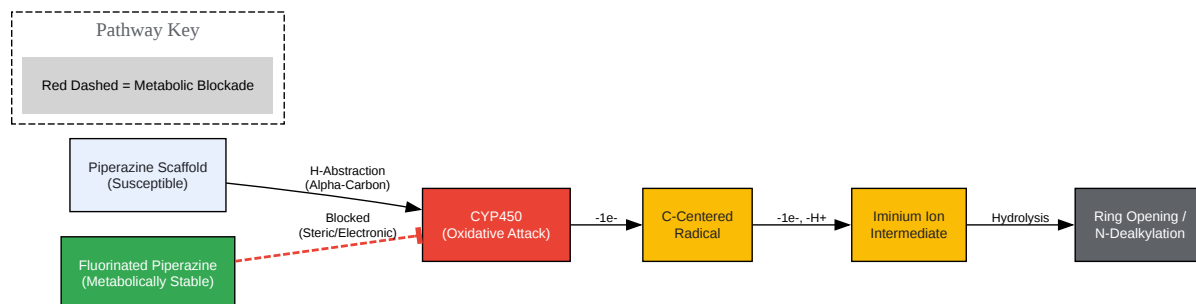 Pathway Key
Red Dashed = Metabolic Blockade
Piperazine Scaffold
(Susceptible)
H-Abstraction
(Alpha-Carbon)
Blocked
(Steric/Electronic)
Fluorinated Piperazine
(Metabolically Stable)
CYP450
(Oxidative Attack)
-1e-
C-Centered
Radical
-1e-, -H+
Iminium Ion
Intermediate
Hydrolysis
Ring Opening /
N-Dealkylation